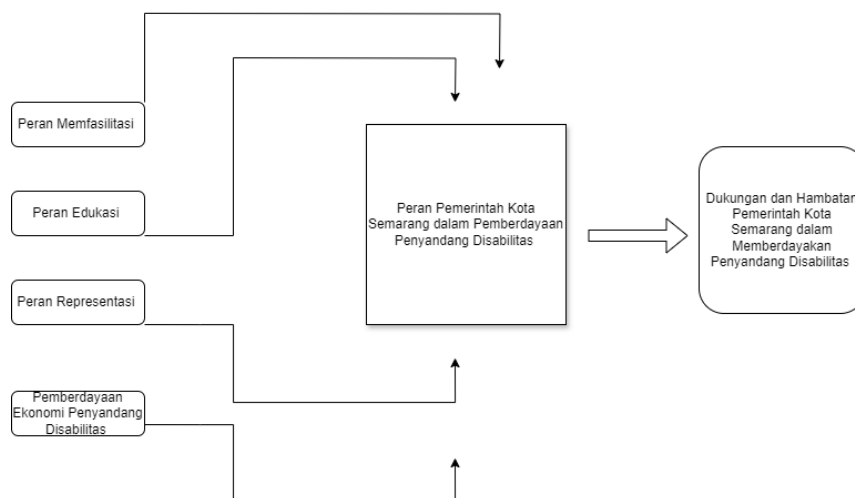 Peran Memfasilitasi
Peran Edukasi
Peran Representasi
Pemberdayaan
Ekonomi Penyandang
Disabilitas
Peran Pemerintah Kota
Semarang dalam Pemberdayaan
Penyandang Disabilitas
Dukungan dan Hambatan
Pemerintah Kota
Semarang dalam
Memberdayakan
Penyandang Disabilitas